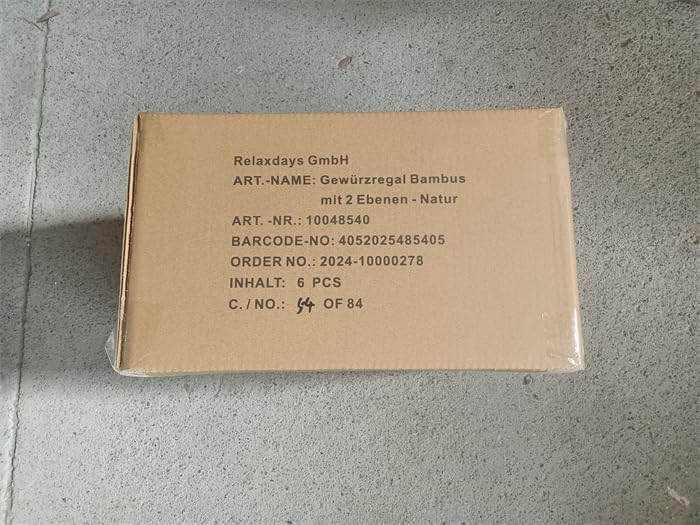 Relaxdays GmbH
ART.-NAME: Gewürzregal Bambus
mit 2 Ebenen - Natur
ART. -NR.: 10048540
BARCODE-NO: 4052025485405
ORDER NO.: 2024-10000278
INHALT: 6 PCS
C. / NO.: 54 OF 84